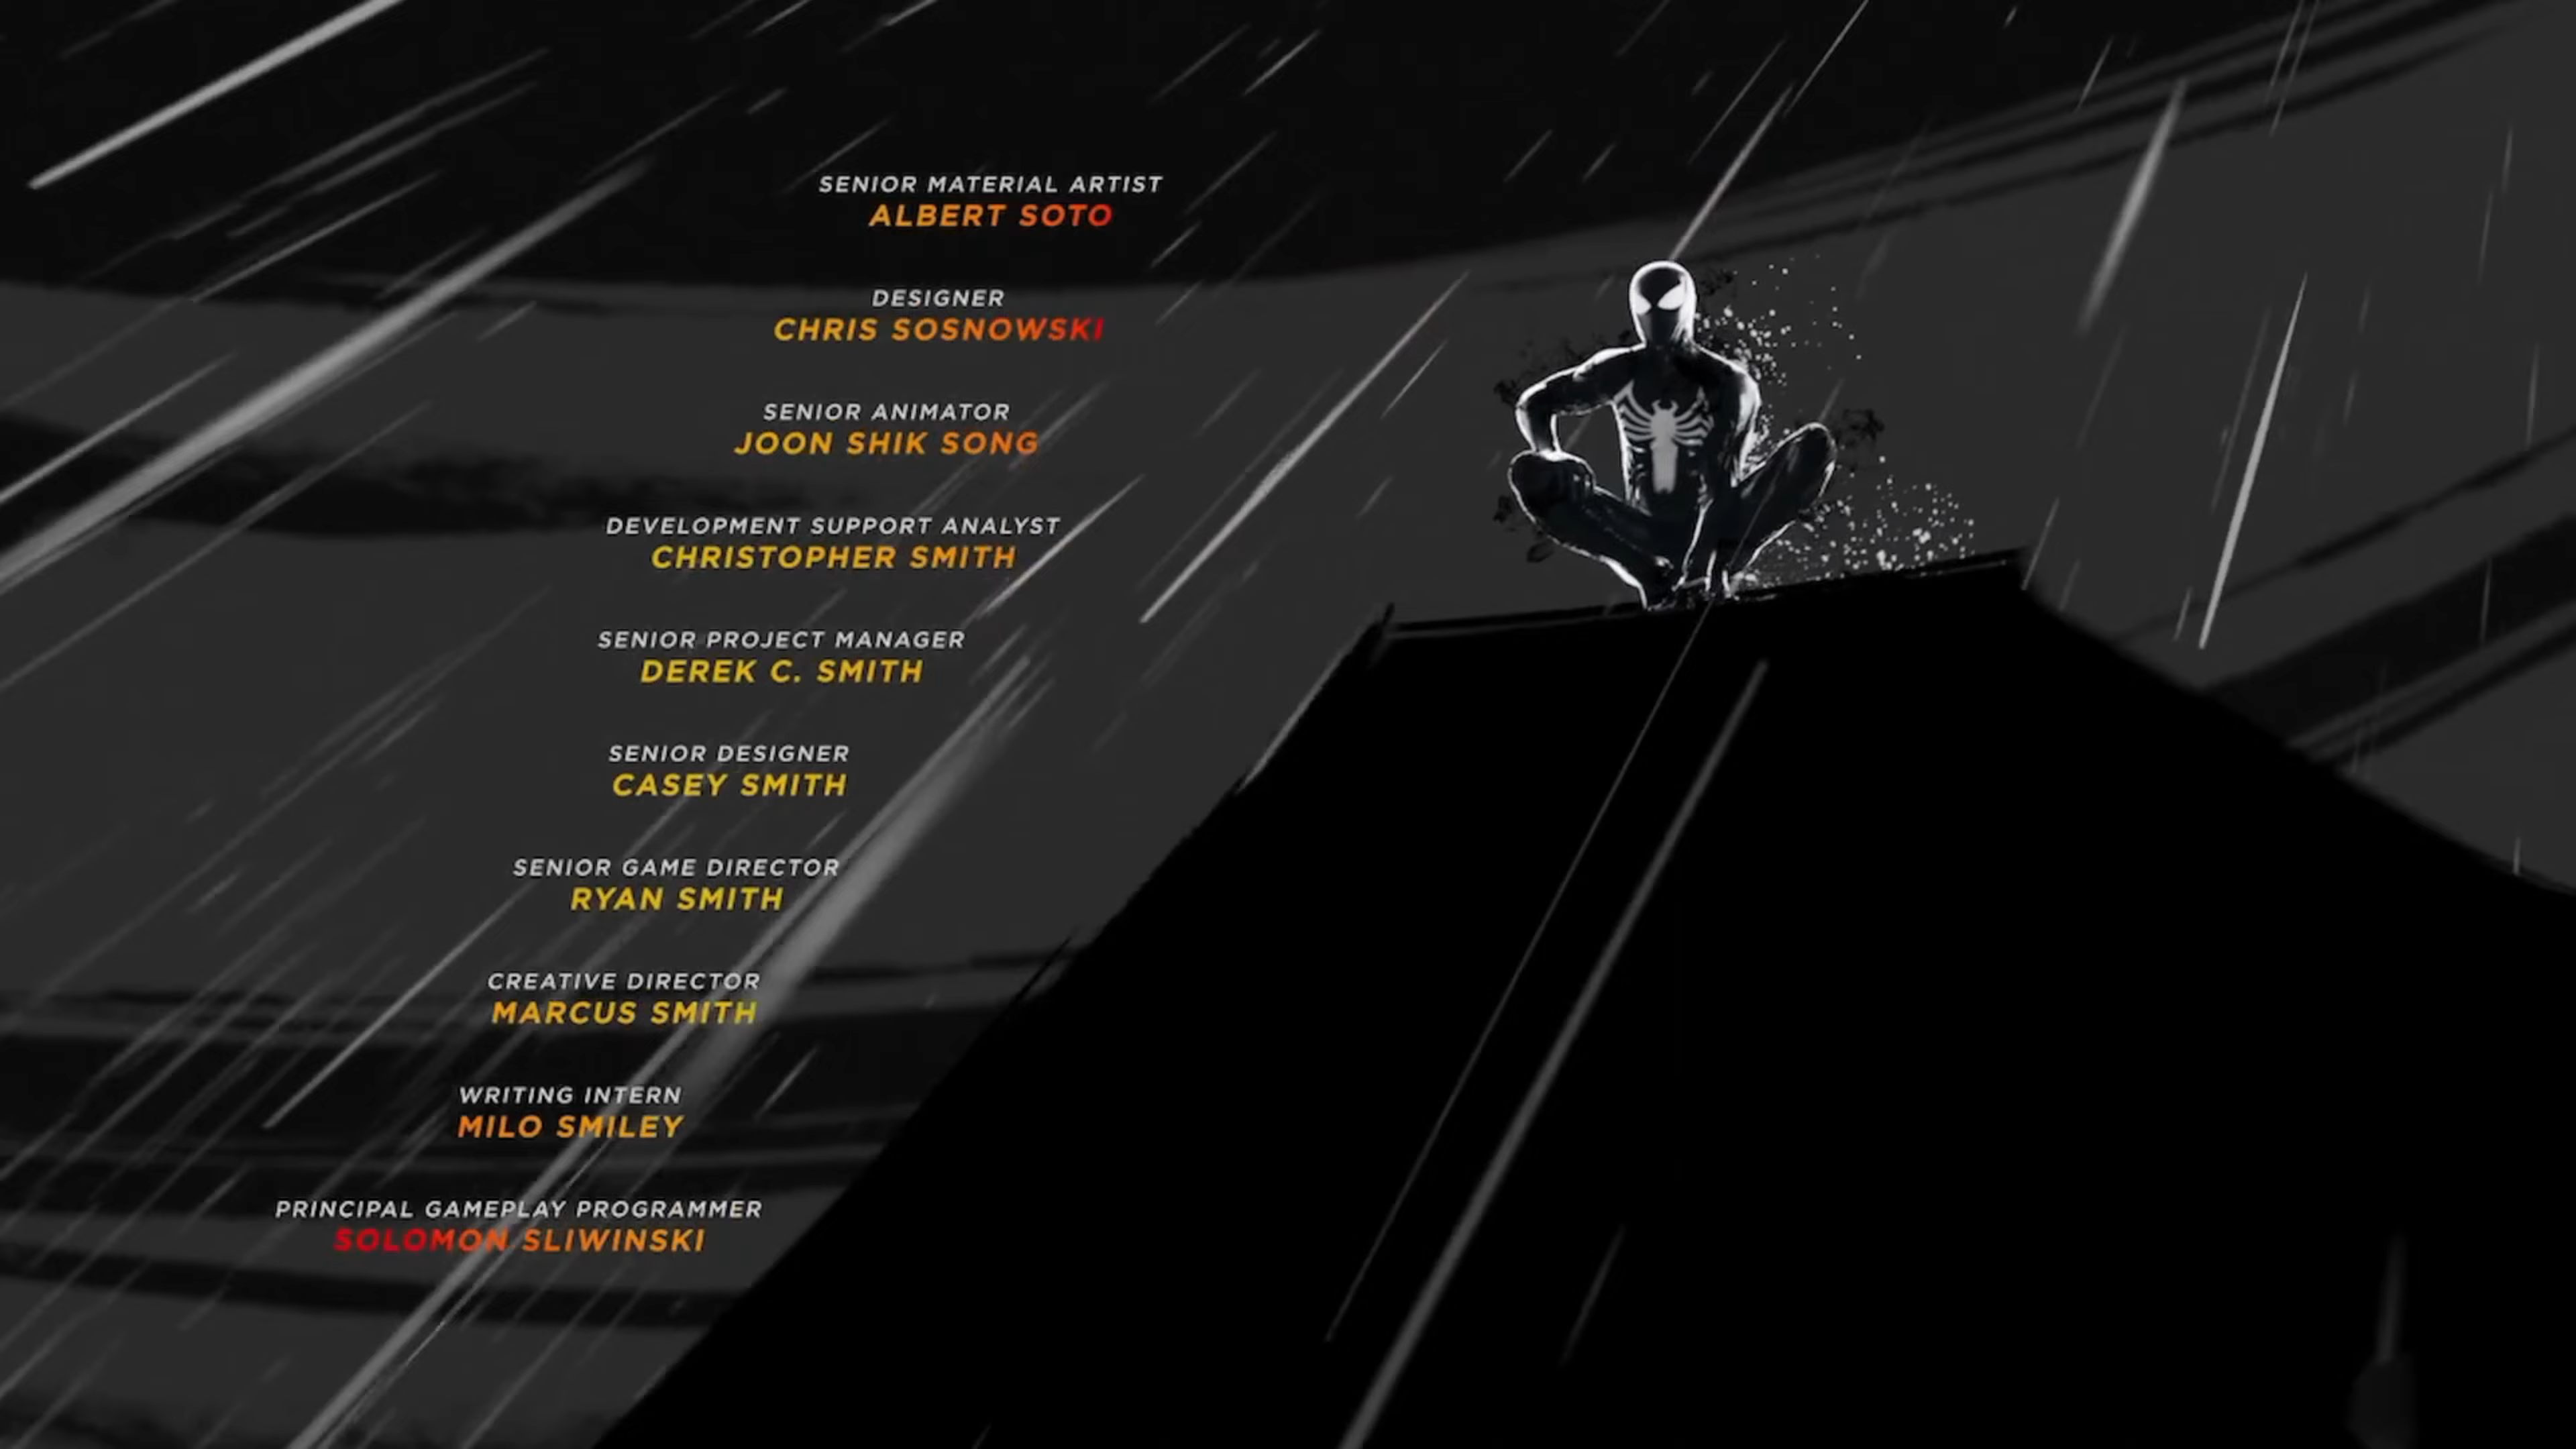 SENIOR MATERIAL ARTIST
ALBERT SOTO
DESIGNER
CHRIS SOSNOWSKI
SENIOR ANIMATOR
JOON SHIK SONG
DEVELOPMENT SUPPORT ANALYST
CHRISTOPHER SMITH
SENIOR PROJECT MANAGER
DEREK C. SMITH
SENIOR DESIGNER
CASEY SMITH
SENIOR GAME DIRECTOR
RYAN SMITH
CREATIVE DIRECTOR
MARCUS SMITH
WRITING INTERN
MILO SMILEY
PRINCIPAL GAMEPLAY PROGRAMMER
SOLOMON SLIWINSKI